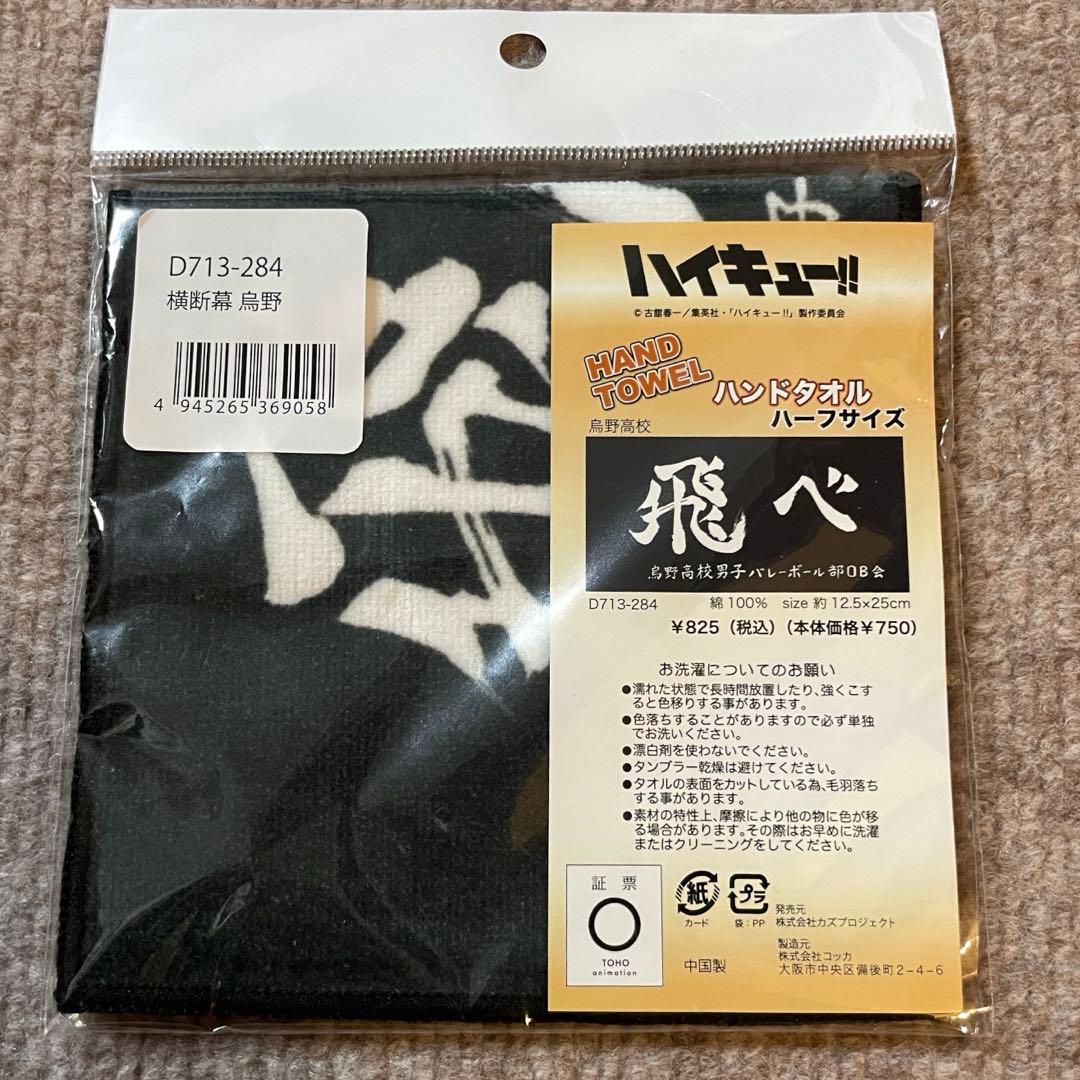 D713-284
横断幕 烏野
4 945265 369058
ハイキュー!!
©古舘春一／集英社・「ハイキュー!!」製作委員会
HAND
TOWEL
ハンドタオル
ハーフサイズ
烏野高校
飛べ
烏野高校男子バレーボール部OB会
D713-284 綿100% size 約12.5×25cm
￥825（税込）（本体価格￥750）
お洗濯についてのお願い
●濡れた状態で長時間放置したり、強くこす
ると色移りする事があります。
●色落ちすることがありますので必ず単独
でお洗いください。
●漂白剤を使わないでください。
●タンブラー乾燥は避けてください。
●タオルの表面をカットしている為、毛羽落ち
する事があります。
●素材の特性上、摩擦により他の物に色が移
る場合があります。その際はお早めに洗濯
またはクリーニングをしてください。
証票
TOHO
animation
紙
カード
プラ
袋：PP
中国製
発売元
株式会社カズプロジェクト
製造元
株式会社コッカ
大阪市中央区備後町2-4-6